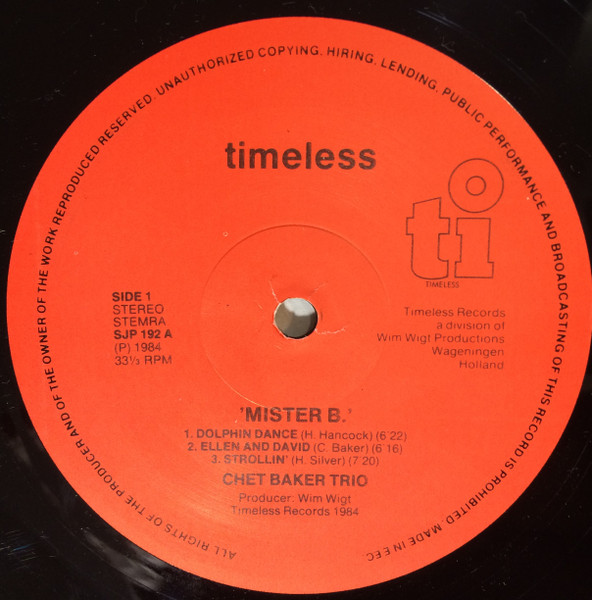 ALL RIGHTS OF THE PRODUCER AND OF THE OWNER OF THE WORK REPRODUCED RESERVED. UNAUTHORIZED COPYING, HIRING, LENDING, PUBLIC PERFORMANCE AND BROADCASTING OF THIS RECORD IS PROHIBITED. MADE IN EEC
timeless
ti
TIMELESS
SIDE 1
STEREO
STEMRA
SJP 192 A
(P) 1984
33⅓ RPM
Timeless Records
a division of
Wim Wigt Productions
Wageningen
Holland
'MISTER B.'
1. DOLPHIN DANCE (H. Hancock) (6'22)
2. ELLEN AND DAVID (C. Baker) (6'16)
3. STROLLIN' (H. Silver) (7'20)
CHET BAKER TRIO
Producer: Wim Wigt
Timeless Records 1984